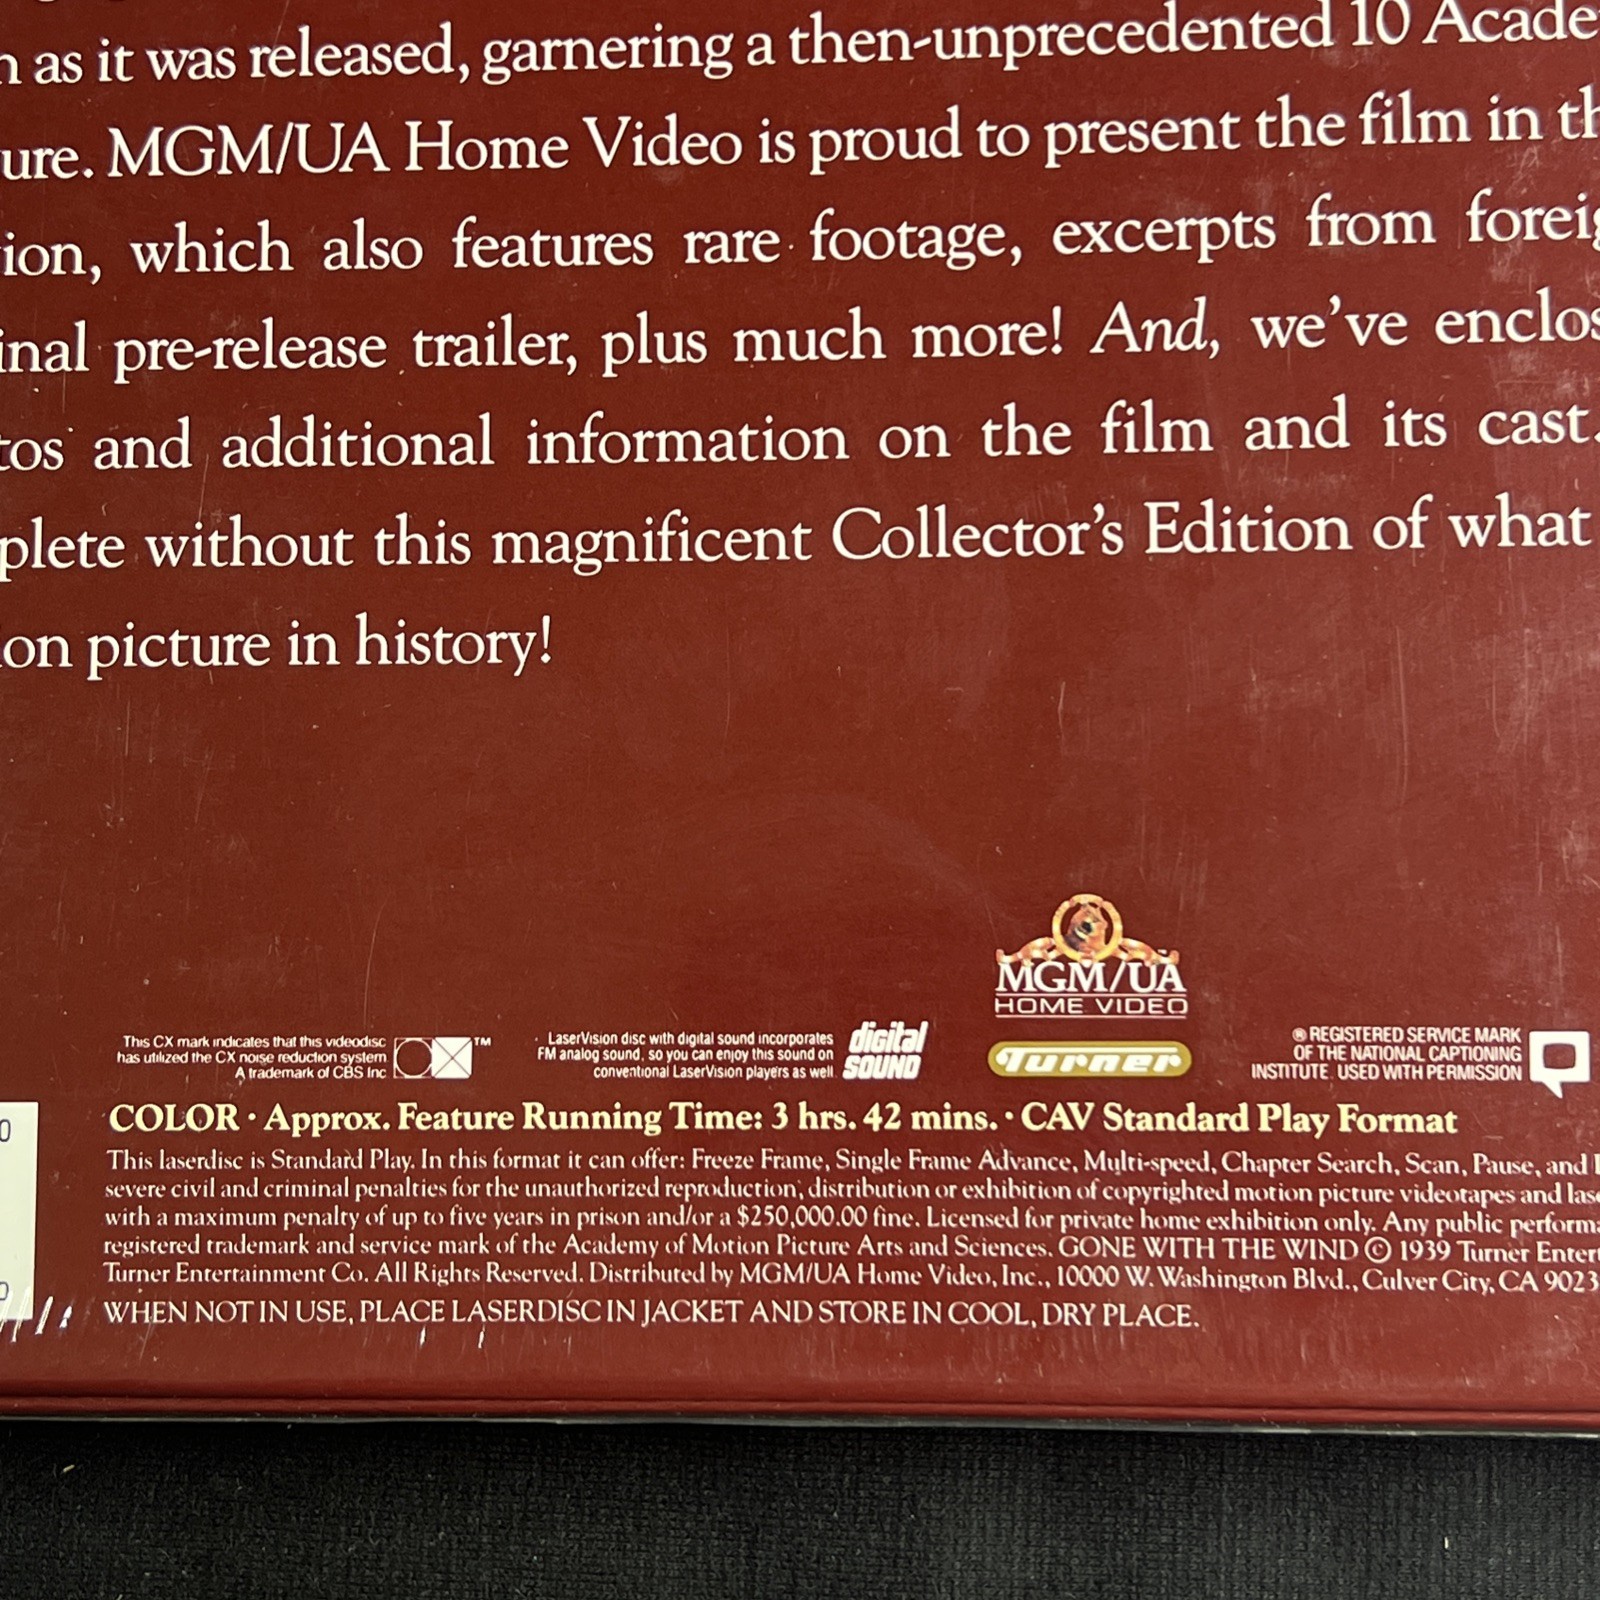 as it was released, garnering a then-unprecedented 10 Acade
ure. MGM/UA Home Video is proud to present the film in th
ion, which also features rare footage, excerpts from foreig
inal pre-release trailer, plus much more! And, we've enclos
tos and additional information on the film and its cast.
plete without this magnificent Collector's Edition of what
ion picture in history!
MGM/UA
HOME VIDEO
This CX mark indicates that this videodisc
has utilized the CX noise reduction system
A trademark of CBS Inc
TM
LaserVision disc with digital sound incorporates
FM analog sound, so you can enjoy this sound on
conventional LaserVision players as well.
digital
SOUND
Turner
® REGISTERED SERVICE MARK
OF THE NATIONAL CAPTIONING
INSTITUTE. USED WITH PERMISSION
COLOR · Approx. Feature Running Time: 3 hrs. 42 mins. · CAV Standard Play Format
This laserdisc is Standard Play. In this format it can offer: Freeze Frame, Single Frame Advance, Multi-speed, Chapter Search, Scan, Pause, and
severe civil and criminal penalties for the unauthorized reproduction, distribution or exhibition of copyrighted motion picture videotapes and lase
with a maximum penalty of up to five years in prison and/or a $250,000.00 fine. Licensed for private home exhibition only. Any public performa
registered trademark and service mark of the Academy of Motion Picture Arts and Sciences. GONE WITH THE WIND © 1939 Turner Entert
Turner Entertainment Co. All Rights Reserved. Distributed by MGM/UA Home Video, Inc., 10000 W. Washington Blvd., Culver City, CA 9023
WHEN NOT IN USE, PLACE LASERDISC IN JACKET AND STORE IN COOL, DRY PLACE.